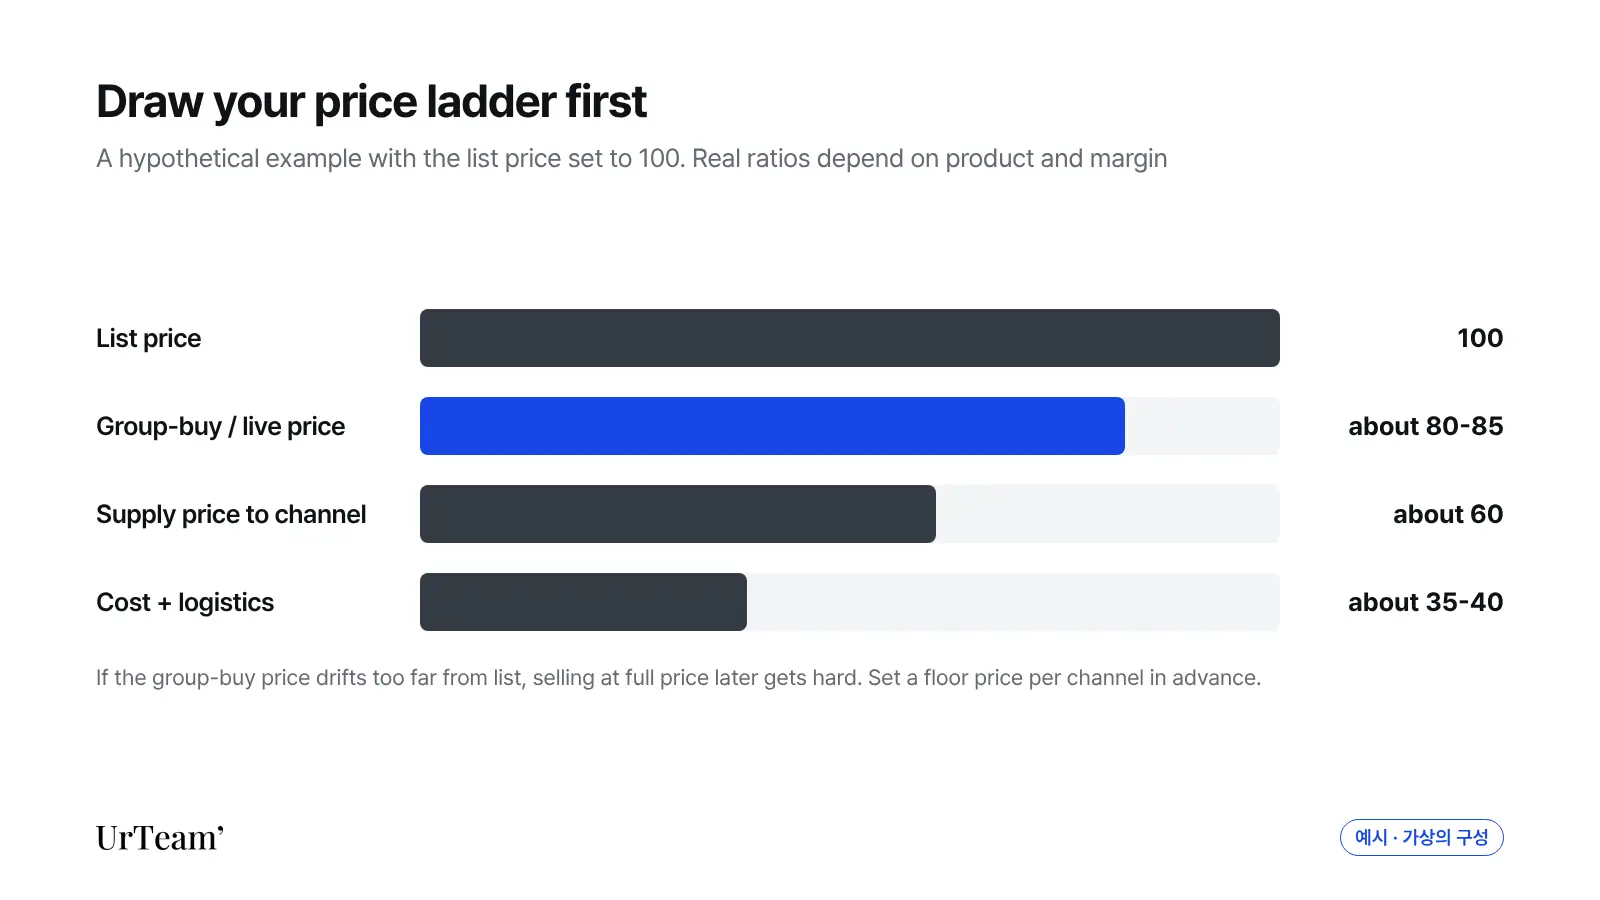 Draw your price ladder first
A hypothetical example with the list price set to 100. Real ratios depend on product and margin
List price 100
Group-buy / live price about 80-85
Supply price to channel about 60
Cost + logistics about 35-40
If the group-buy price drifts too far from list, selling at full price later gets hard. Set a floor price per channel in advance.
UrTeam’
예시 · 가상의 구성